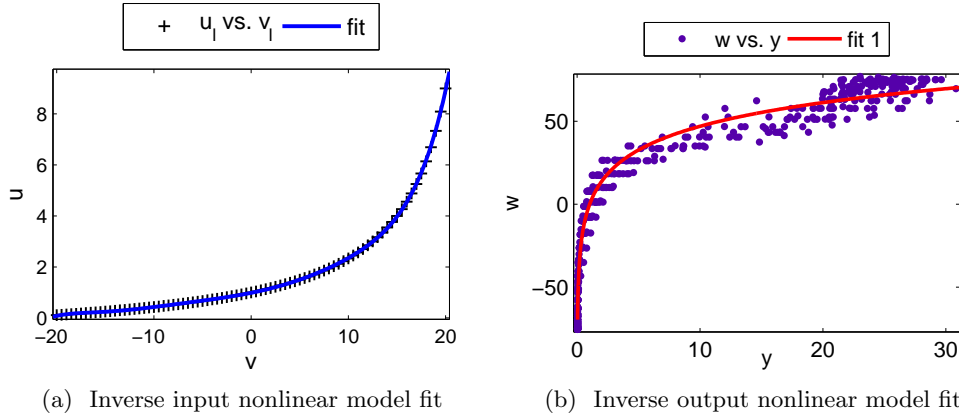 u_l vs. v_l fit
w vs. y fit 1
8
6
4
2
0
u
−20 −10 0 10 20
v
50
0
−50
w
0 10 20 30
y
(a) Inverse input nonlinear model fit
(b) Inverse output nonlinear model fit